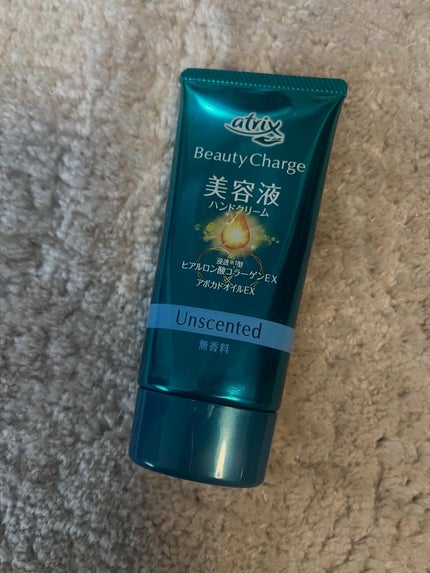 atrix
Beauty Charge
美容液
ハンドクリーム
浸透※1型
ヒアルロン酸コラーゲンEX
×
アボカドオイルEX
Unscented
無香料